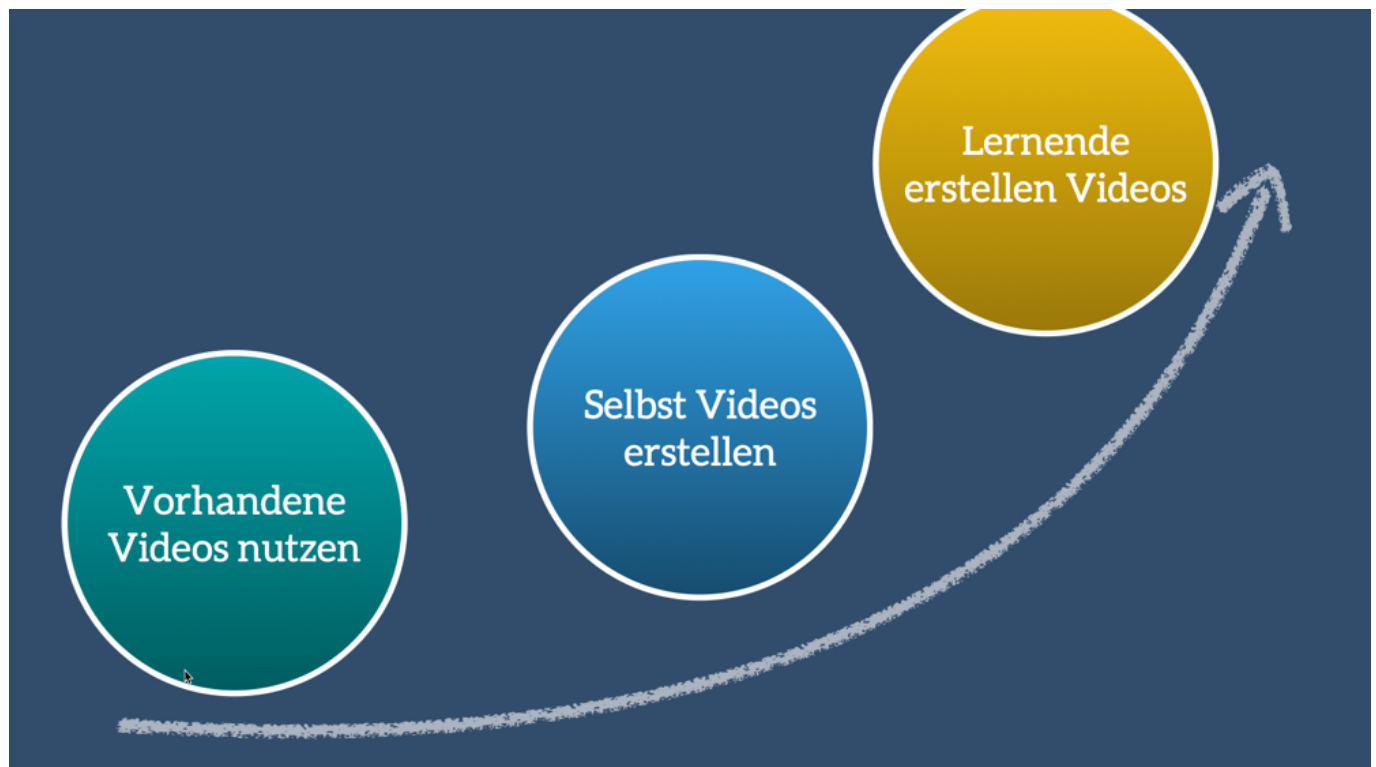 Vorhandene
Videos nutzen
Selbst Videos
erstellen
Lernende
erstellen Videos